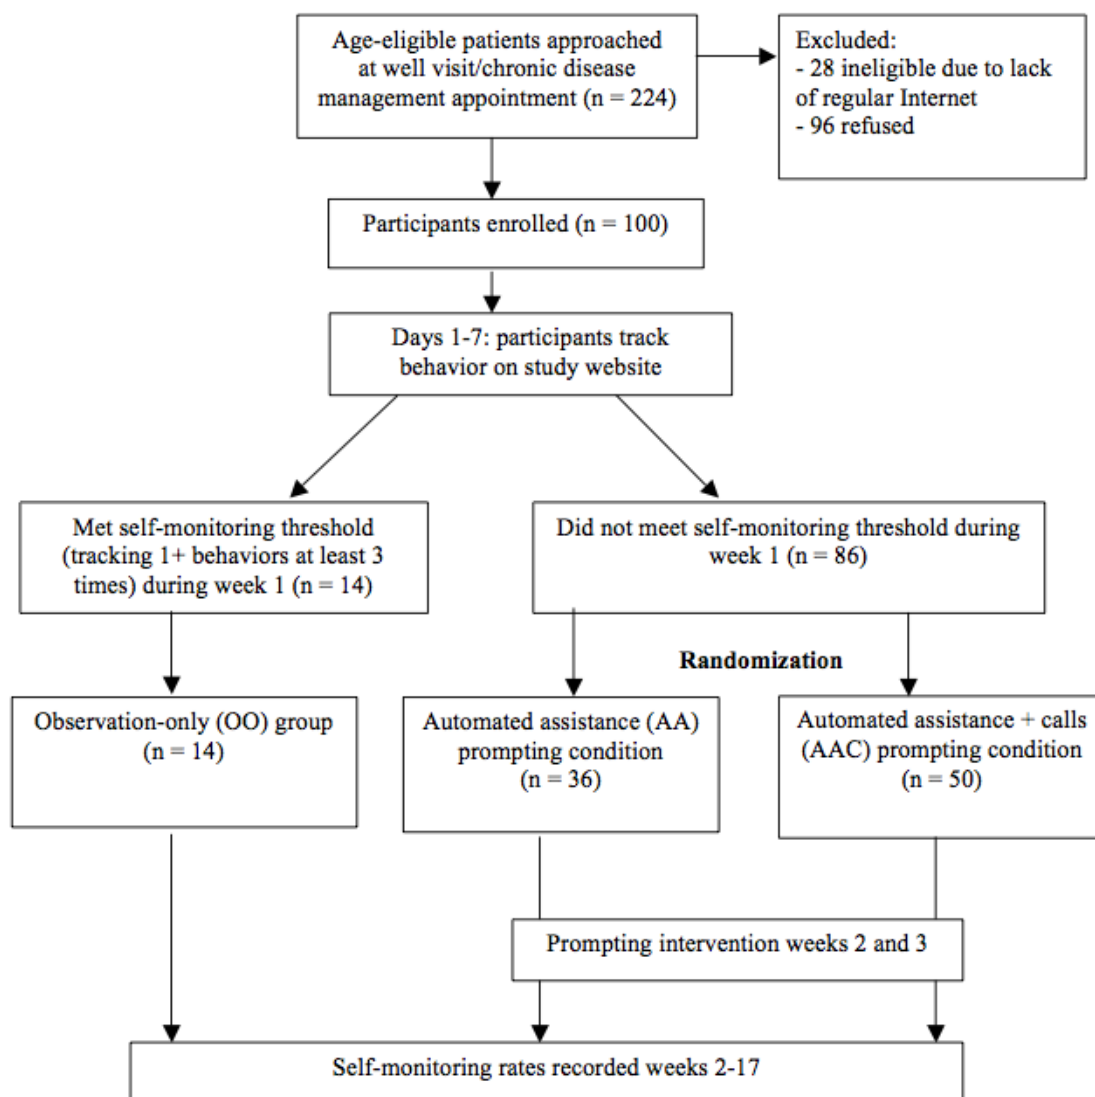 Age-eligible patients approached
at well visit/chronic disease
management appointment (n = 224)
Excluded:
- 28 ineligible due to lack
of regular Internet
- 96 refused
Participants enrolled (n = 100)
Days 1-7: participants track
behavior on study website
Met self-monitoring threshold
(tracking 1+ behaviors at least 3
times) during week 1 (n = 14)
Did not meet self-monitoring threshold during
week 1 (n = 86)
Randomization
Observation-only (OO) group
(n = 14)
Automated assistance (AA)
prompting condition
(n = 36)
Automated assistance + calls
(AAC) prompting condition
(n = 50)
Prompting intervention weeks 2 and 3
Self-monitoring rates recorded weeks 2-17